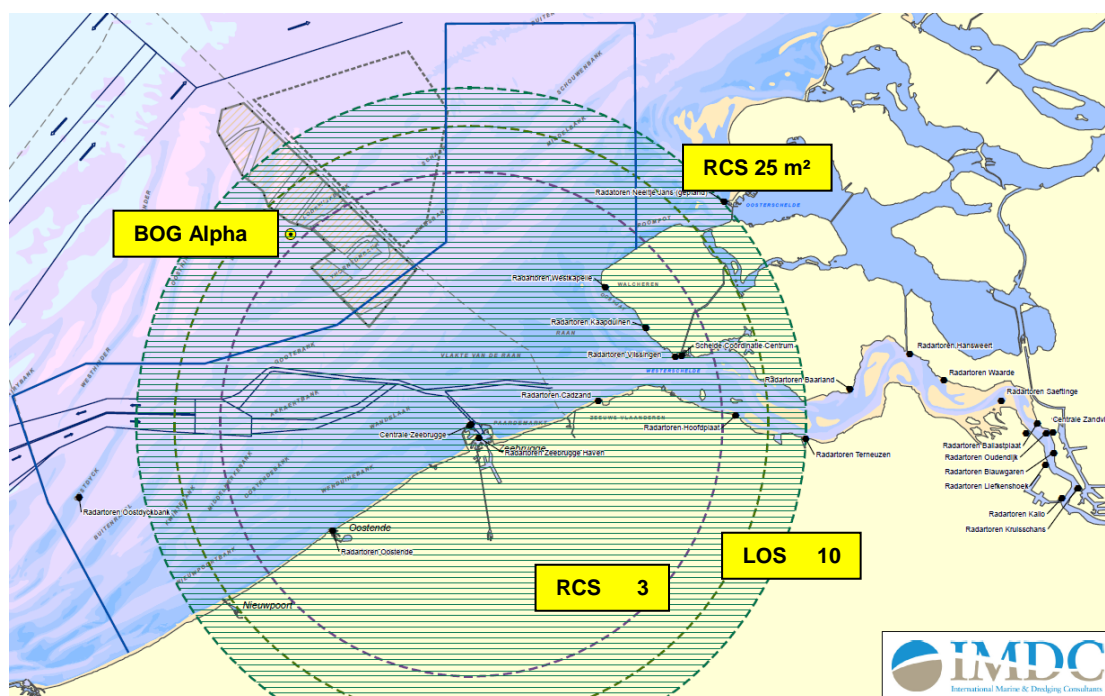 RCS 25 m²
Radartoren Neeltje Jans (gepland)
OOSTERSCHELDE
BOG Alpha
Radartoren Westkapelle
WALCHEREN
Radartoren Kaapduinen
RAAN
VLAKTE VAN DE RAAN
Radartoren Vlissingen
Schelde Coördinatie Centrum
Radartoren Hansweert
WESTERSCHELDE
Radartoren Baarland
Radartoren Waarde
Radartoren Saeftinge
Radartoren Cadzand
ZEEUWS VLAANDEREN
Radartoren Hoofdplaat
Centrale Zeebrugge
Zeebrugge
Radartoren Zeebrugge Haven
Radartoren Terneuzen
Centrale Zandvl
Radartoren Ballastplaat
Radartoren Oudendijk
Radartoren Blauwgaren
Radartoren Liefkenshoek
Radartoren Kallo
Radartoren Kruisschans
Radartoren Oostdyckbank
Oostende
Radartoren Oostende
Nieuwpoort
LOS 10
RCS 3
IMDC
International Marine & Dredging Consultants